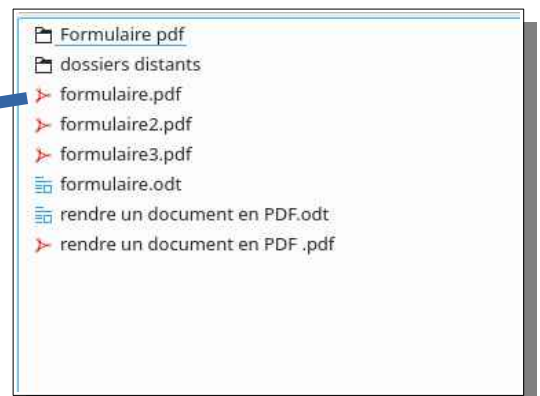 Formulaire pdf
dossiers distants
formulaire.pdf
formulaire2.pdf
formulaire3.pdf
formulaire.odt
rendre un document en PDF.odt
rendre un document en PDF .pdf